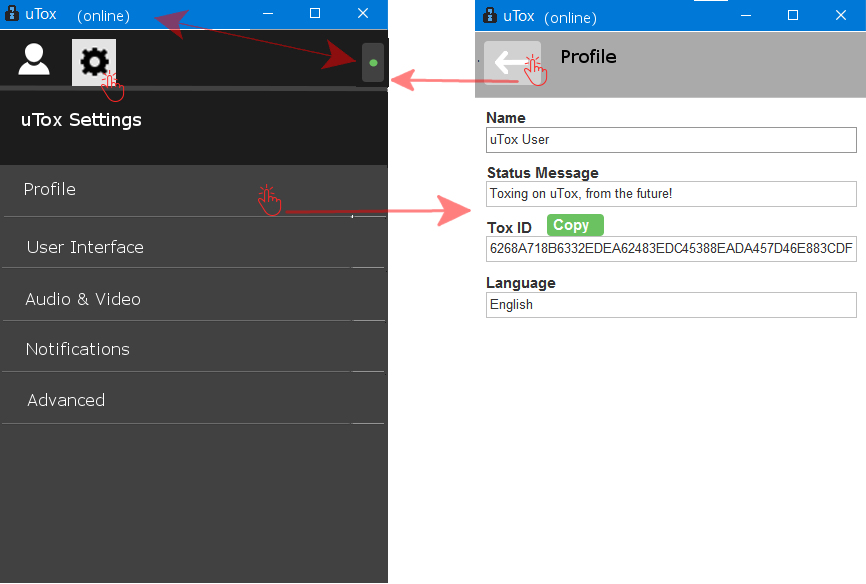 uTox (online)
uTox Settings
Profile
User Interface
Audio & Video
Notifications
Advanced
uTox (online)
Profile
Name
uTox User
Status Message
Toxing on uTox, from the future!
Tox ID Copy
6268A718B6332EDEA62483EDC45388EADA457D46E883CDF
Language
English